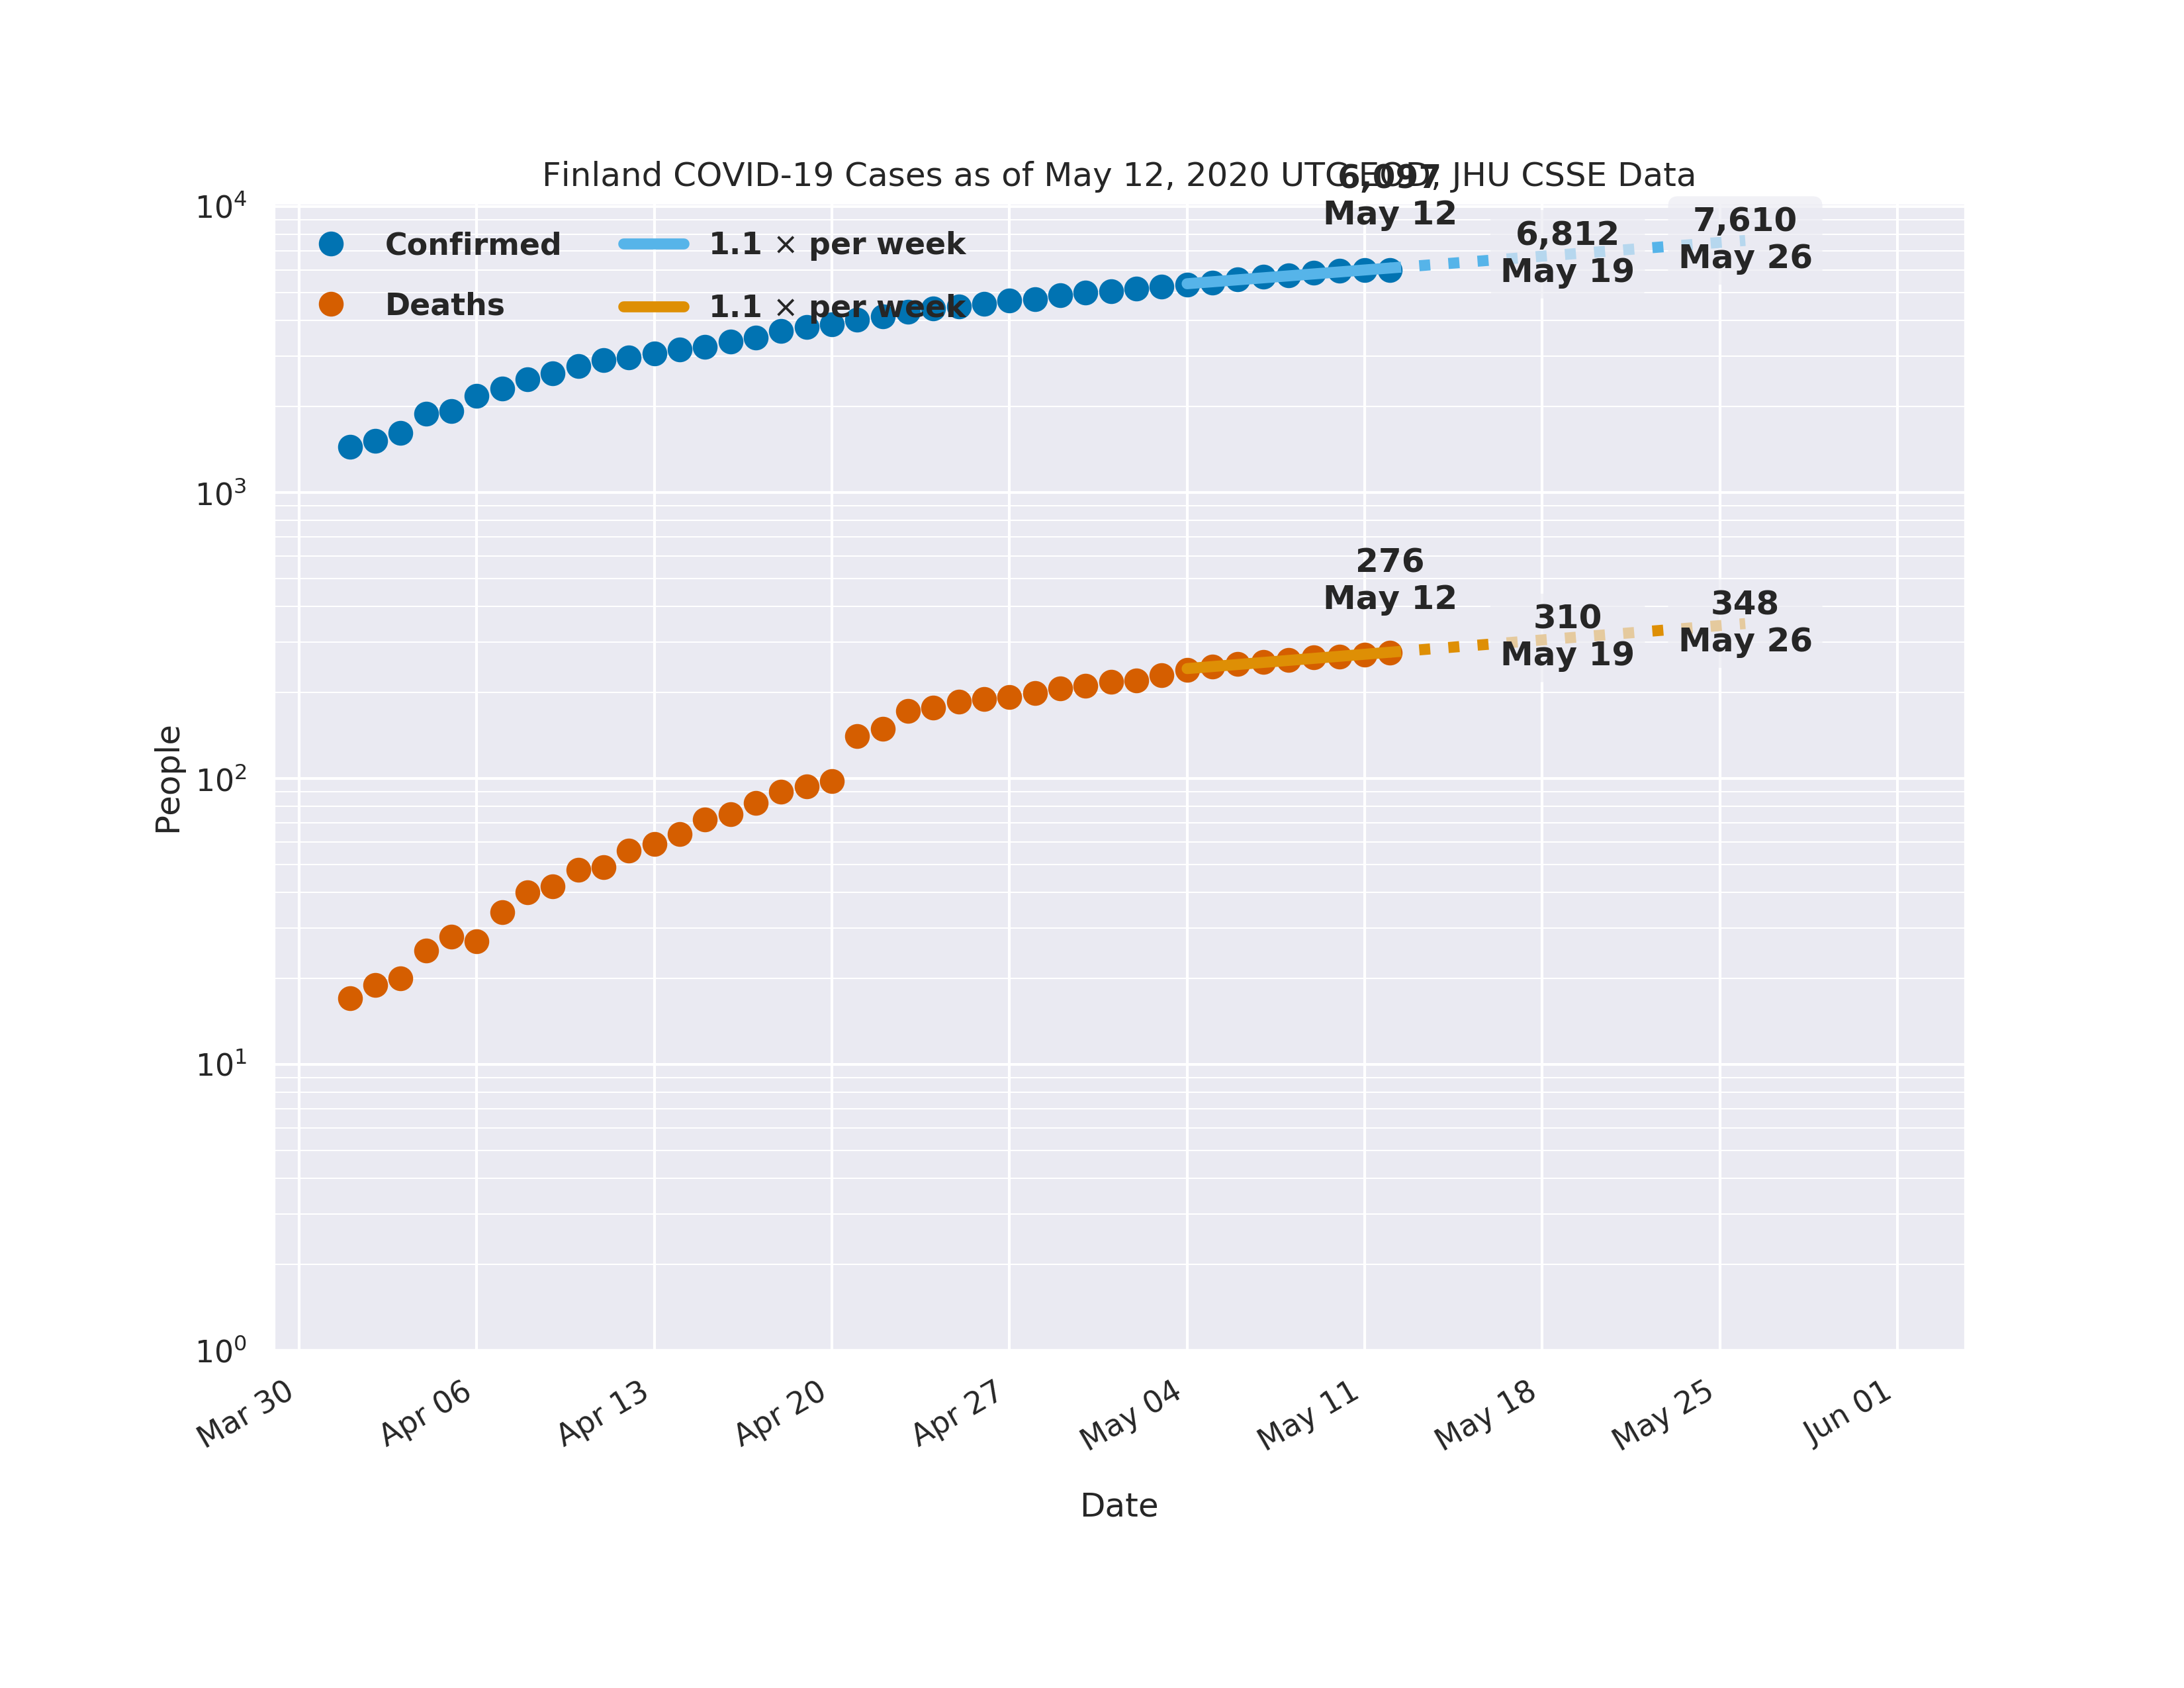 Finland COVID-19 Cases as of May 12, 2020 UTC EOD, JHU CSSE Data
6,097
May 12
6,812
May 19
7,610
May 26
Confirmed
1.1 × per week
Deaths
1.1 × per week
276
May 12
310
May 19
348
May 26
People
10⁴
10³
10²
10¹
10⁰
Mar 30
Apr 06
Apr 13
Apr 20
Apr 27
May 04
May 11
May 18
May 25
Jun 01
Date